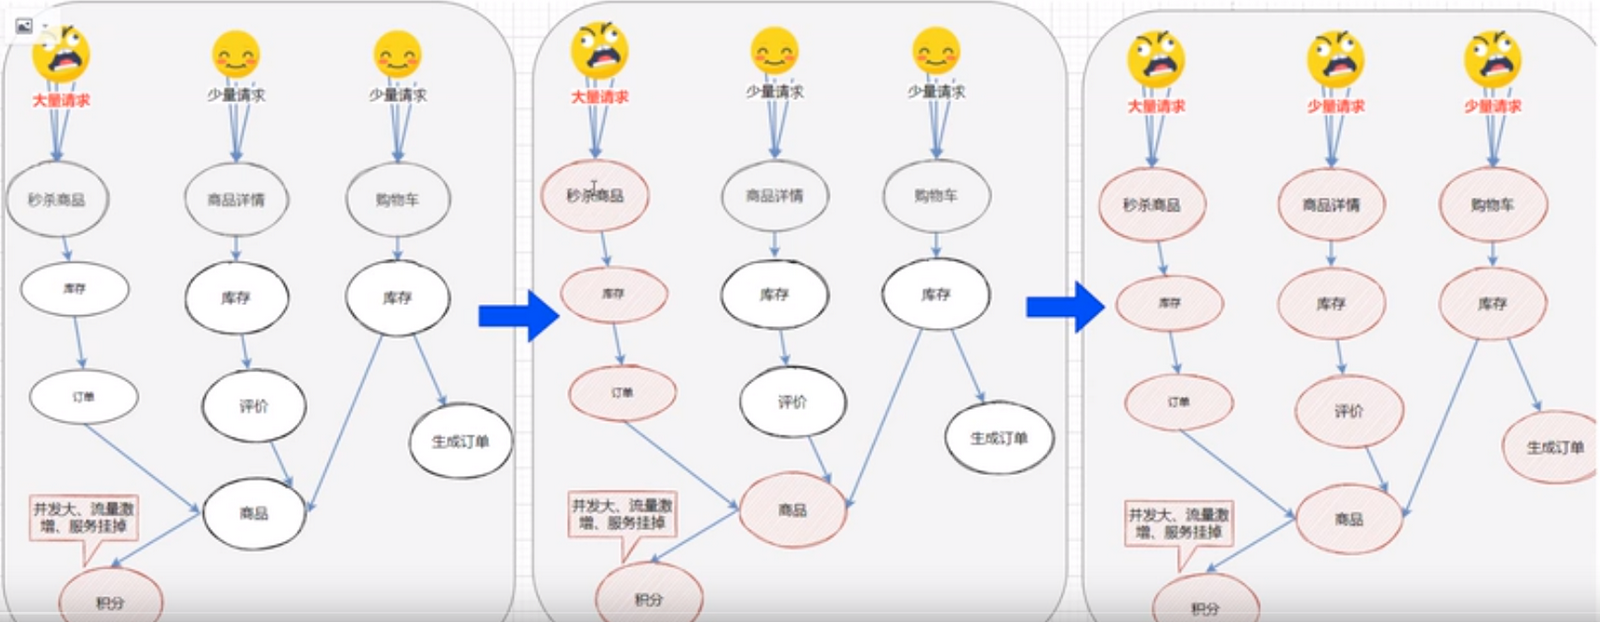 大量请求
少量请求
少量请求
秒杀商品
商品详情
购物车
库存
库存
库存
订单
评价
生成订单
商品
并发大、流量激
增、服务挂掉
积分
大量请求
少量请求
少量请求
秒杀商品
商品详情
购物车
库存
库存
库存
订单
评价
生成订单
商品
并发大、流量激
增、服务挂掉
积分
大量请求
少量请求
少量请求
秒杀商品
商品详情
购物车
库存
库存
库存
订单
评价
生成订单
商品
并发大、流量激
增、服务挂掉
积分